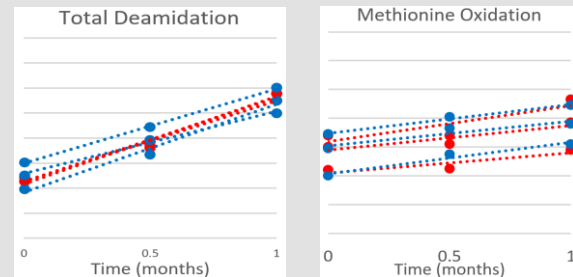 Total Deamidation
0 0.5 1
Time (months)
Methionine Oxidation
0 0.5 1
Time (months)